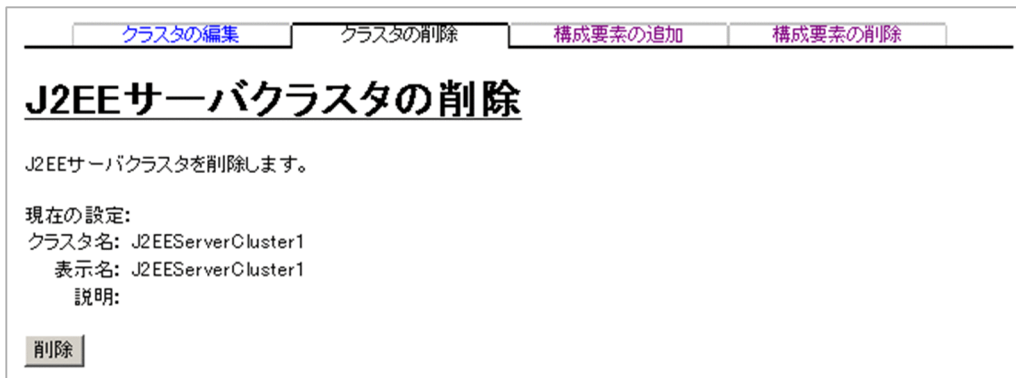 クラスタの編集 クラスタの削除 構成要素の追加 構成要素の削除
J2EEサーバクラスタの削除
J2EEサーバクラスタを削除します。
現在の設定:
クラスタ名: J2EEServerCluster1
表示名: J2EEServerCluster1
説明:
削除